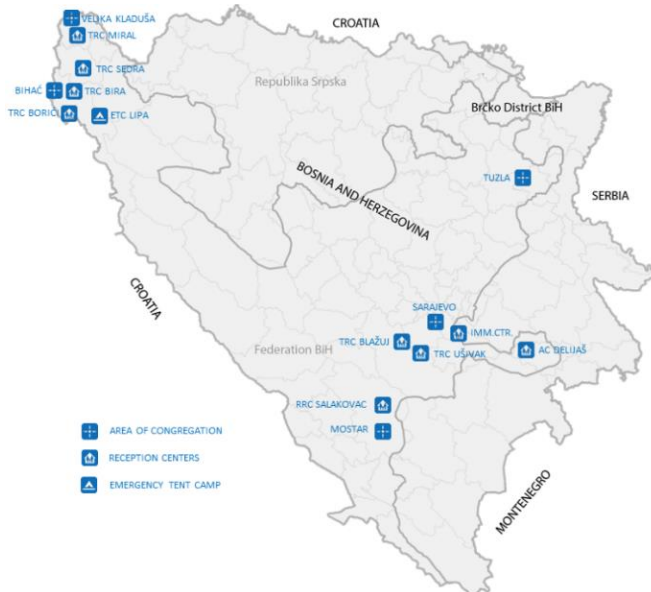 CROATIA
VELIKA KLADUŠA
TRC MIRAL
TRC SEDRA
Republika Srpska
BIHAĆ
TRC BIRA
TRC BORIĆI
ETC LIPA
Brčko District BiH
TUZLA
BOSNIA AND HERZEGOVINA
SERBIA
CROATIA
SARAJEVO
IMM.CTR.
TRC BLAŽUJ
Federation BiH
TRC UŠIVAK
AC DELIJAŠ
RRC SALAKOVAC
MOSTAR
MONTENEGRO
AREA OF CONGREGATION
RECEPTION CENTERS
EMERGENCY TENT CAMP